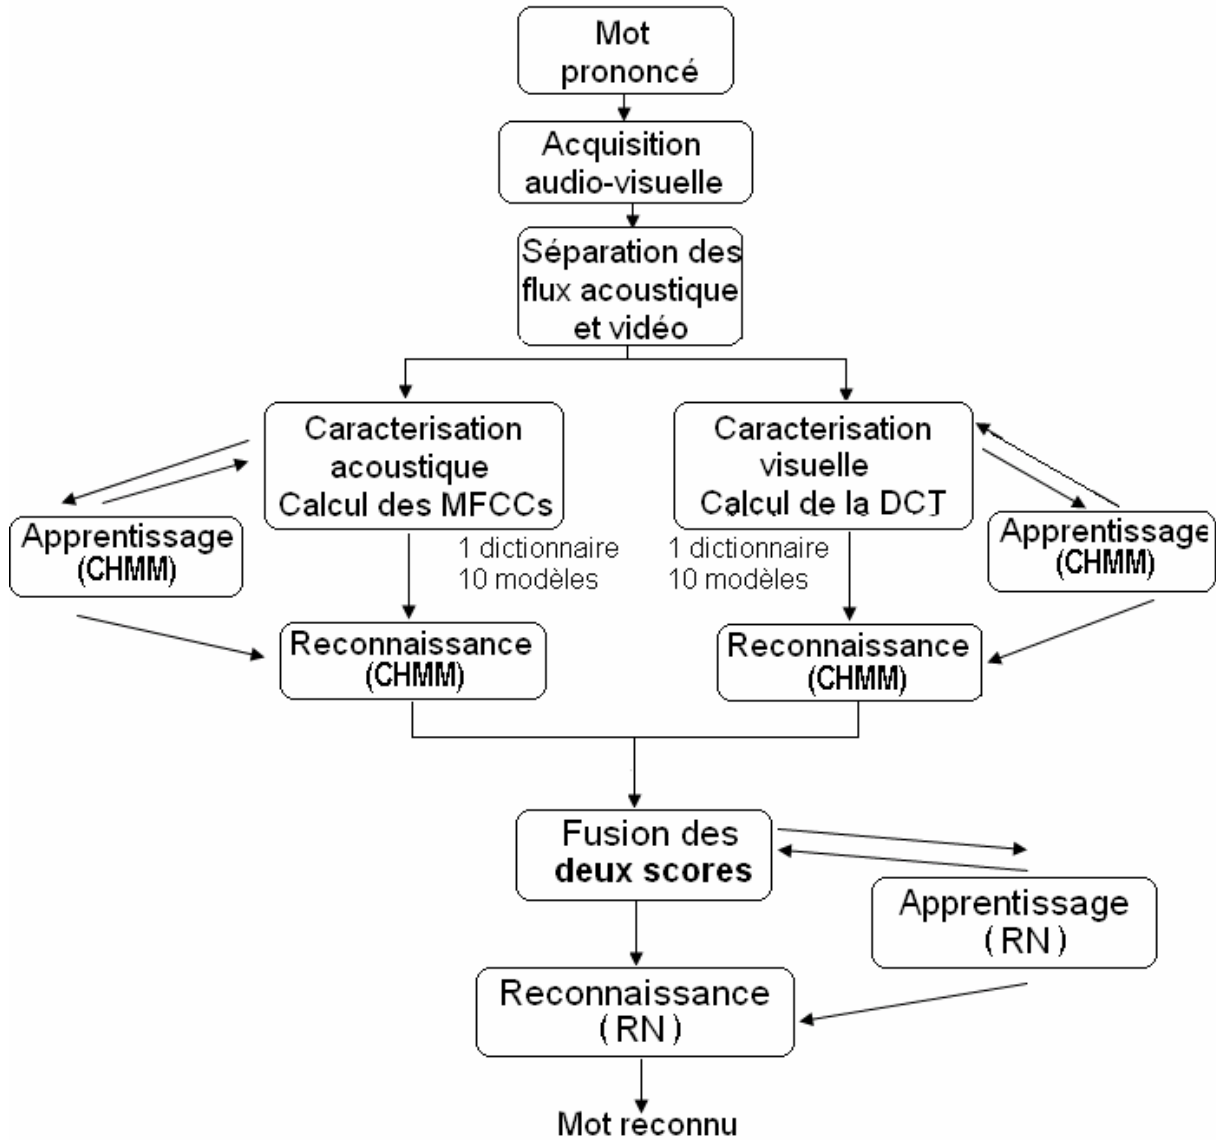 Mot
prononcé
Acquisition
audio-visuelle
Séparation des
flux acoustique
et vidéo
Caracterisation
acoustique
Calcul des MFCCs
Caracterisation
visuelle
Calcul de la DCT
Apprentissage
(CHMM)
1 dictionnaire
10 modèles
1 dictionnaire
10 modèles
Apprentissage
(CHMM)
Reconnaissance
(CHMM)
Reconnaissance
(CHMM)
Fusion des
deux scores
Apprentissage
(RN)
Reconnaissance
(RN)
Mot reconnu